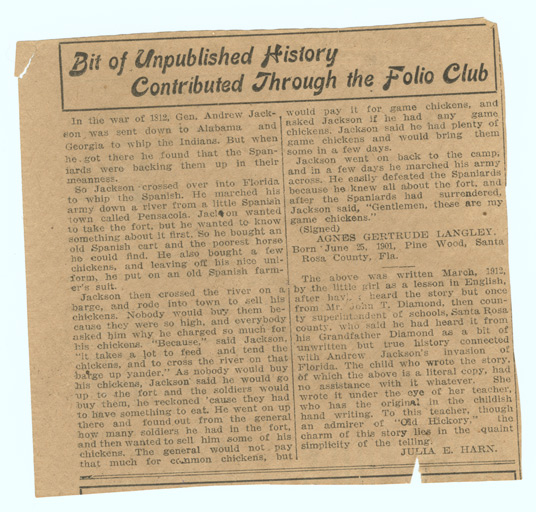 Bit of Unpublished History
Contributed Through the Folio Club
In the war of 1812, Gen. Andrew Jack-
son was sent down to Alabama and
Georgia to whip the Indians. But when
he got there he found that the Span-
iards were backing them up in their
meanness.
So Jackson crossed over into Florida
to whip the Spanish. He marched his
army down a river from a little Spanish
town called Pensacola. Jackson wanted
to take the fort, but he wanted to know
something about it first. So he bought an
old Spanish cart and the poorest horse
he could find. He also bought a few
chickens, and leaving off his nice uni-
form, he put on an old Spanish farm-
er's suit.
Jackson then crossed the river on a
barge, and rode into town to sell his
chickens. Nobody would buy them be-
cause they were so high, and everybody
asked him why he charged so much for
his chickens. "Because," said Jackson,
"it takes a lot to feed and tend the
chickens, and to cross the river on that
barge up yander." As nobody would buy
his chickens, Jackson said he would go
up to the fort and the soldiers would
buy them, he reckoned 'cause they had
to have something to eat. He went up
there and found out from the general
how many soldiers he had in the fort,
and then wanted to sell him some of his
chickens. The general would not pay
that much for common chickens, but
would pay it for game chickens, and
asked Jackson if he had any game
chickens. Jackson said he had plenty of
game chickens and would bring them
some in a few days.
Jackson went on back to the camp,
and in a few days he marched his army
across. He easily defeated the Spaniards
because he knew all about the fort, and
after the Spaniards had surrendered,
Jackson said, "Gentlemen, these are my
game chickens."
(Signed)
AGNES GERTRUDE LANGLEY.
Born June 25, 1901, Pine Wood, Santa
Rosa County, Fla.
The above was written March, 1912,
by the little girl as a lesson in English,
after having heard the story but once
from Mr. John T. Diamond, then coun-
ty superintendent of schools, Santa Rosa
county, who said he had heard it from
his Grandfather Diamond as a bit of
unwritten but true history connected
with Andrew Jackson's invasion of
Florida. The child who wrote the story,
of which the above is a literal copy, had
no assistance with it whatever. She
wrote it under the eye of her teacher,
who has the original in the childish
hand writing. To this teacher, though
an admirer of "Old Hickory," the
charm of this story lies in the quaint
simplicity of the telling.
JULIA E. HARN.